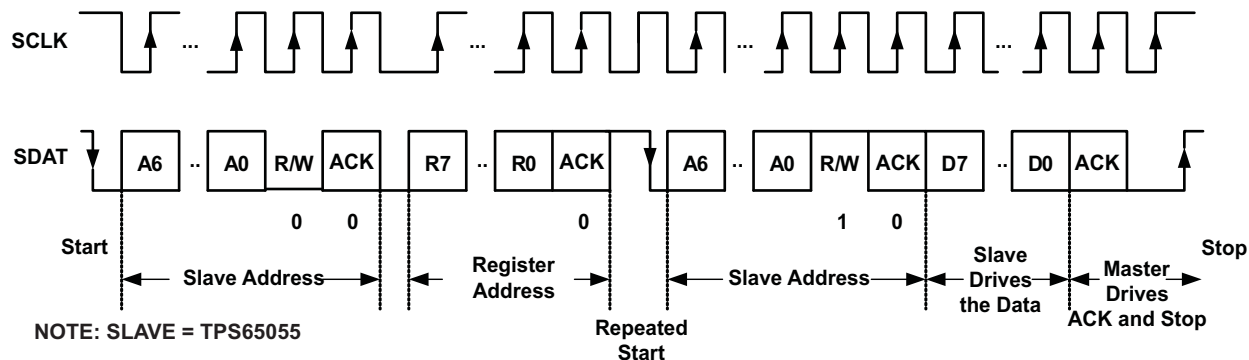 SCLK ... ... ... ...
SDAT A6 .. A0 R/W ACK R7 .. R0 ACK A6 .. A0 R/W ACK D7 .. D0 ACK
0 0 0 1 0
Start Stop
Slave Address
Register
Address
Slave Address
Slave
Drives
the Data
Master
Drives
ACK and Stop
Repeated
Start
NOTE: SLAVE = TPS65055